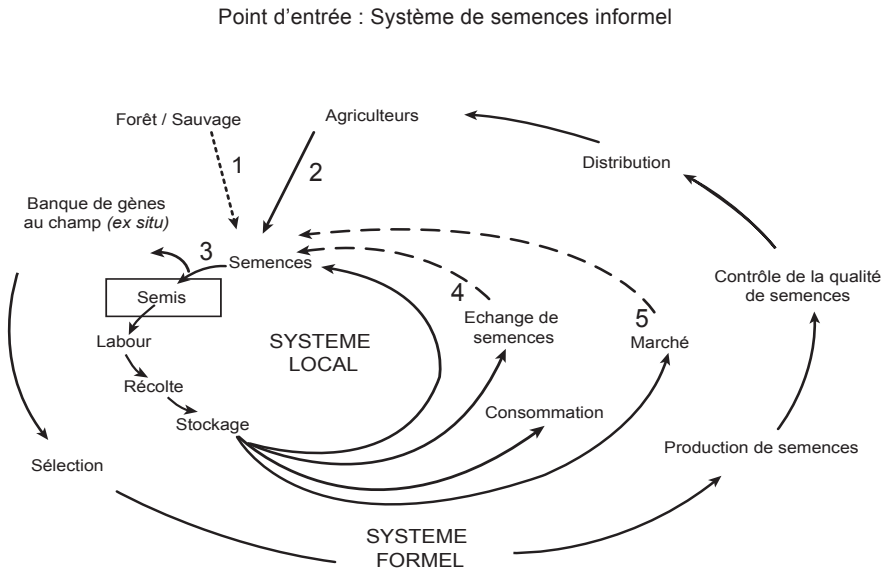 Point d'entrée : Système de semences informel
Forêt / Sauvage
Agriculteurs
1
2
Distribution
Banque de gènes
au champ (ex situ)
3
Semences
Semis
4
Contrôle de la qualité
de semences
Echange de
semences
5
Marché
Labour
SYSTEME
LOCAL
Récolte
Stockage
Consommation
Sélection
Production de semences
SYSTEME
FORMEL